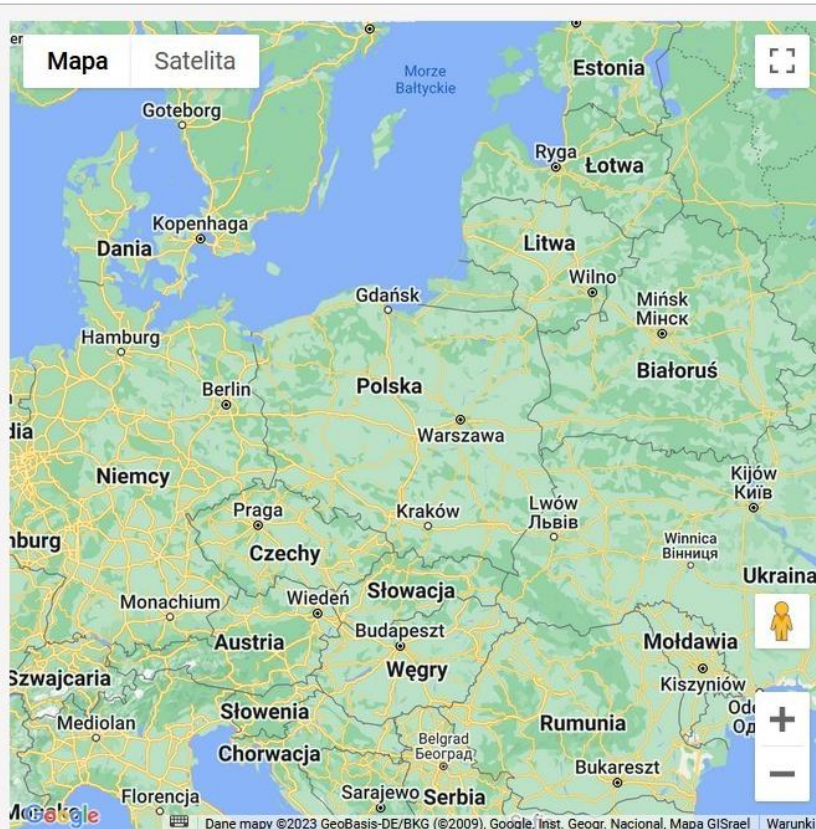 Mapa Satelita
Morze
Bałtyckie
Estonia
Goteborg
Ryga
Łotwa
Kopenhaga
Dania
Litwa
Wilno
Gdańsk
Mińsk
Мінск
Hamburg
Białoruś
Polska
Berlin
Warszawa
Niemcy
Kijów
Київ
Praga
Kraków
Lwów
Львів
Czechy
Winnica
Вінниця
Ukraina
Słowacja
Monachium
Wiedeń
Budapeszt
Austria
Mołdawia
Węgry
Szwajcaria
Kiszyniów
Słowenia
Mediolan
Rumunia
Belgrad
Београд
Chorwacja
Bukareszt
Sarajewo
Serbia
Florencja
Google
Dane mapy ©2023 GeoBasis-DE/BKG (©2009), Google, Inst. Geogr. Nacional, Mapa GISrael Warunki